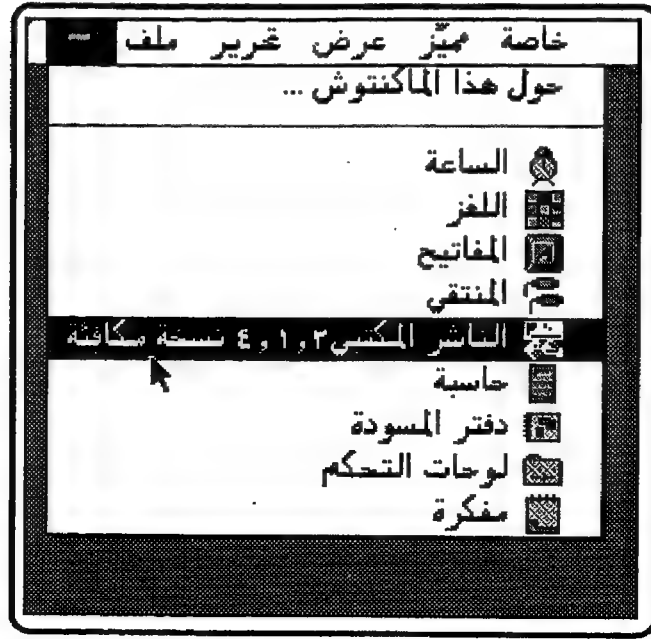 ملف تحرير عرض مميّز خاصة
حول هذا الماكنتوش ...
الساعة
اللغز
المفاتيح
المنتقي
الناشر المكتبي٣,١,٤ نسخة مكافئة
حاسبة
دفتر المسودة
لوحات التحكم
مفكرة